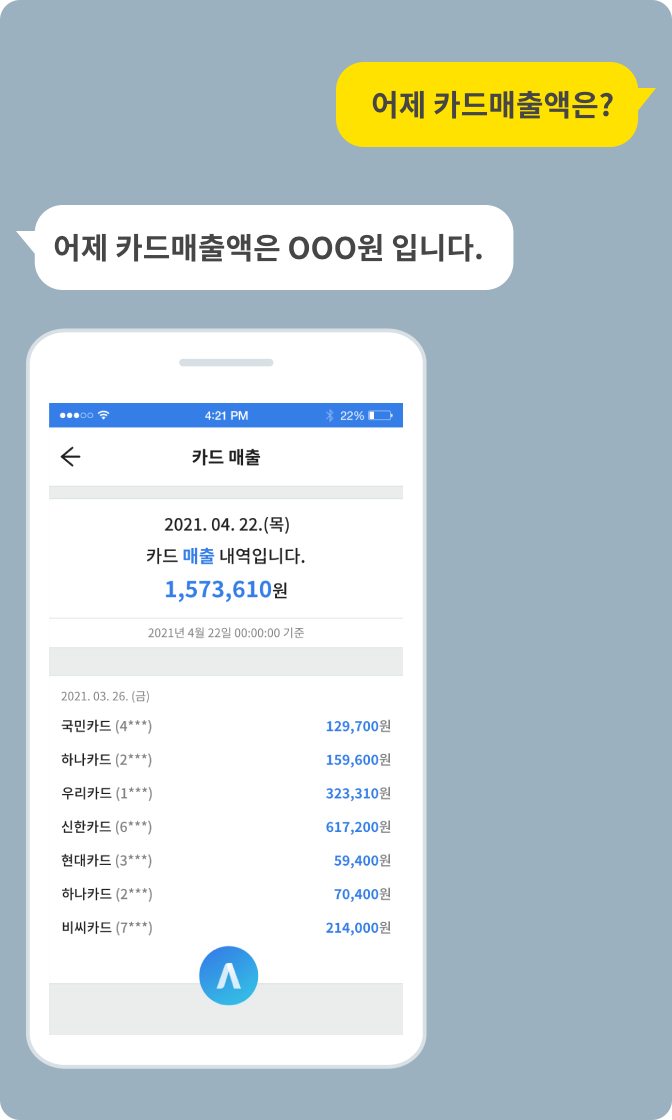 어제 카드매출액은?
어제 카드매출액은 OOO원 입니다.
4:21 PM
22%
카드 매출
2021. 04. 22.(목)
카드 매출 내역입니다.
1,573,610원
2021년 4월 22일 00:00:00 기준
2021. 03. 26. (금)
국민카드 (4***) 129,700원
하나카드 (2***) 159,600원
우리카드 (1***) 323,310원
신한카드 (6***) 617,200원
현대카드 (3***) 59,400원
하나카드 (2***) 70,400원
비씨카드 (7***) 214,000원